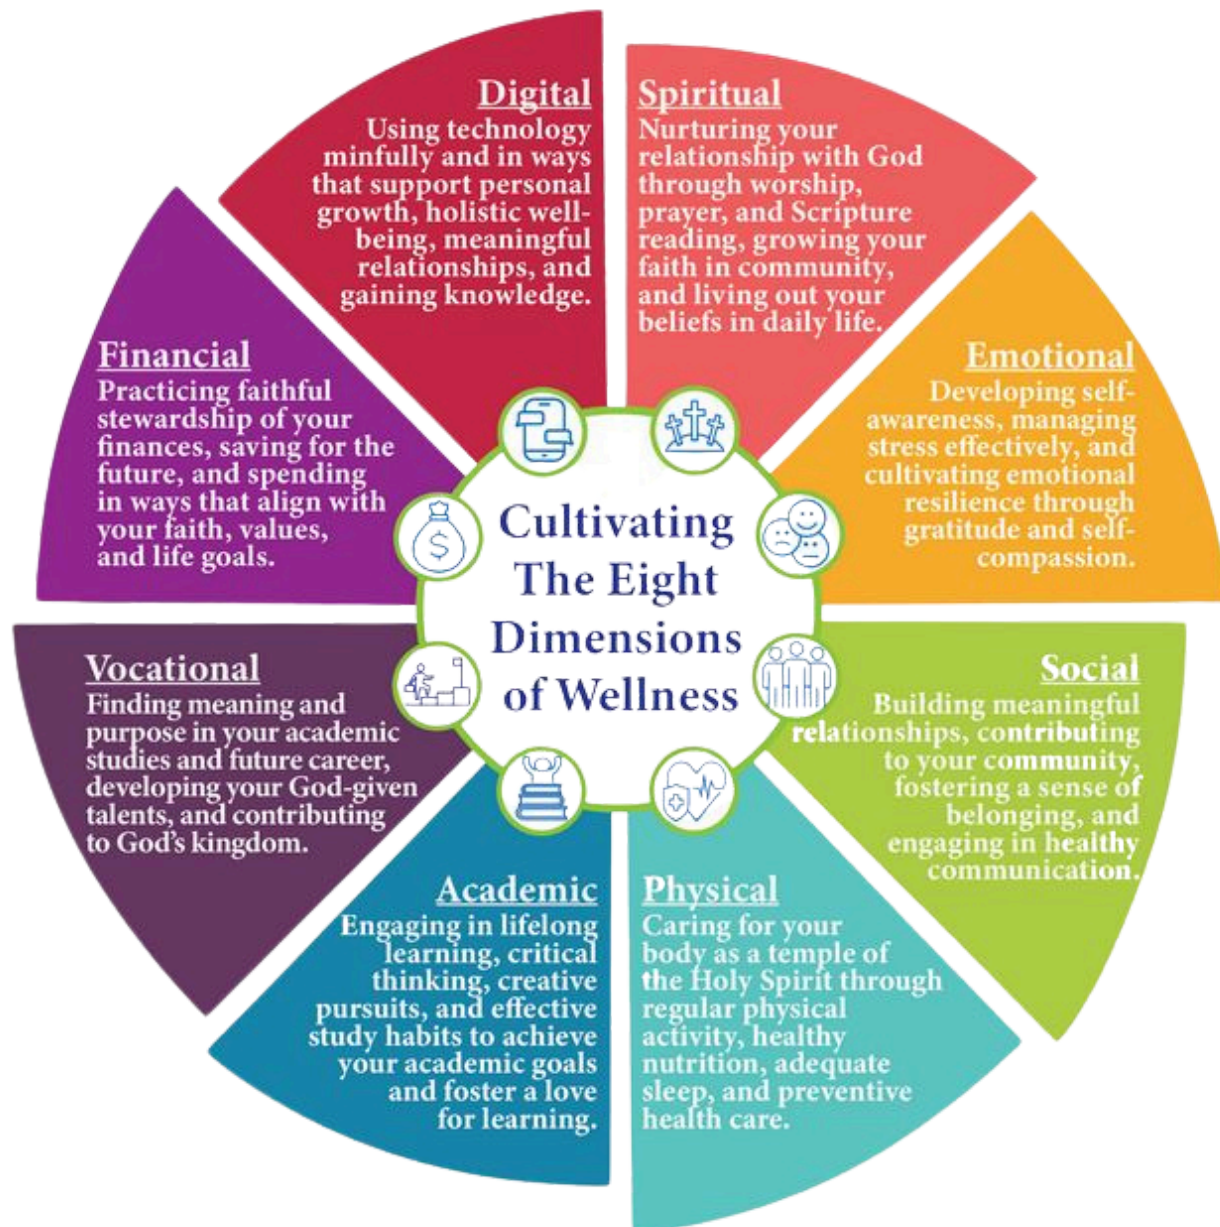 Digital
Using technology
minfully and in ways
that support personal
growth, holistic well-
being, meaningful
relationships, and
gaining knowledge.
Spiritual
Nurturing your
relationship with God
through worship,
prayer, and Scripture
reading, growing your
faith in community,
and living out your
beliefs in daily life.
Emotional
Developing self-
awareness, managing
stress effectively, and
cultivating emotional
resilience through
gratitude and self-
compassion.
Social
Building meaningful
relationships, contributing
to your community,
fostering a sense of
belonging, and
engaging in healthy
communication.
Physical
Caring for your
body as a temple of
the Holy Spirit through
regular physical
activity, healthy
nutrition, adequate
sleep, and preventive
health care.
Academic
Engaging in lifelong
learning, critical
thinking, creative
pursuits, and effective
study habits to achieve
your academic goals
and foster a love
for learning.
Vocational
Finding meaning and
purpose in your academic
studies and future career,
developing your God-given
talents, and contributing
to God's kingdom.
Financial
Practicing faithful
stewardship of your
finances, saving for the
future, and spending
in ways that align with
your faith, values,
and life goals.
Cultivating
The Eight
Dimensions
of Wellness
$